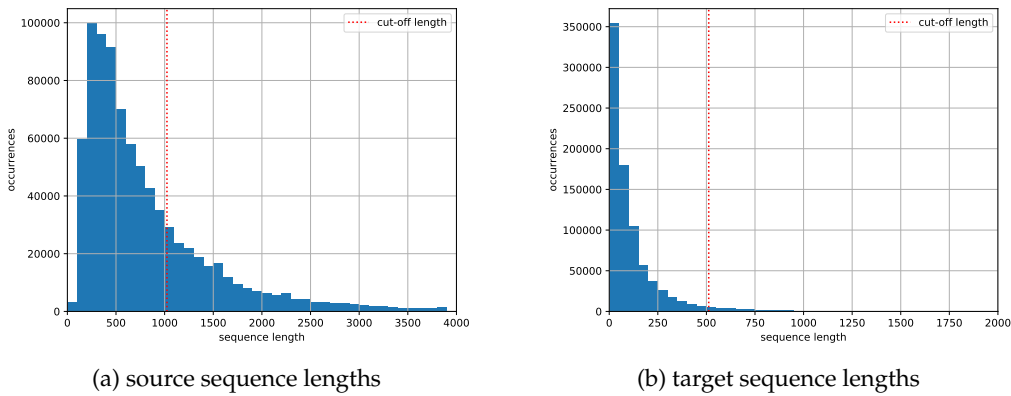 100000
80000
60000
40000
20000
0
occurrences
cut-off length
0 500 1000 1500 2000 2500 3000 3500 4000
sequence length
(a) source sequence lengths
350000
300000
250000
200000
150000
100000
50000
0
occurrences
cut-off length
0 250 500 750 1000 1250 1500 1750 2000
sequence length
(b) target sequence lengths